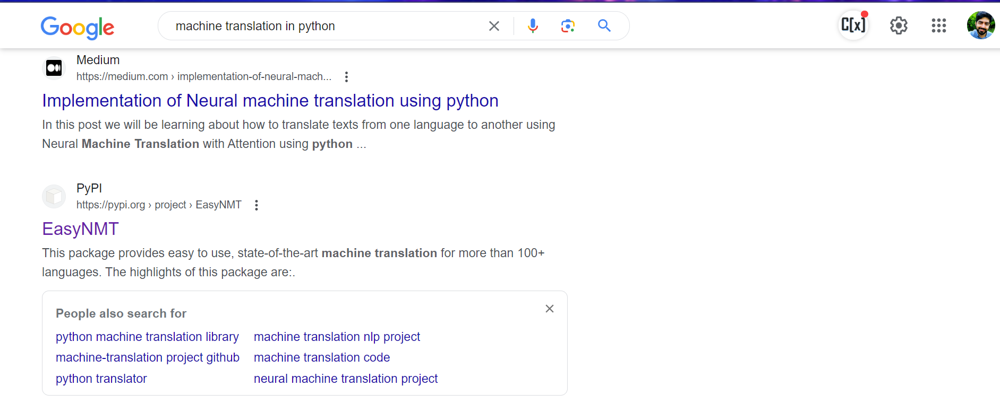 Google
machine translation in python
C[x]
Medium
https://medium.com › implementation-of-neural-mach...
Implementation of Neural machine translation using python
In this post we will be learning about how to translate texts from one language to another using
Neural Machine Translation with Attention using python ...
PyPI
https://pypi.org › project › EasyNMT
EasyNMT
This package provides easy to use, state-of-the-art machine translation for more than 100+
languages. The highlights of this package are:.
People also search for
python machine translation library
machine translation nlp project
machine-translation project github
machine translation code
python translator
neural machine translation project